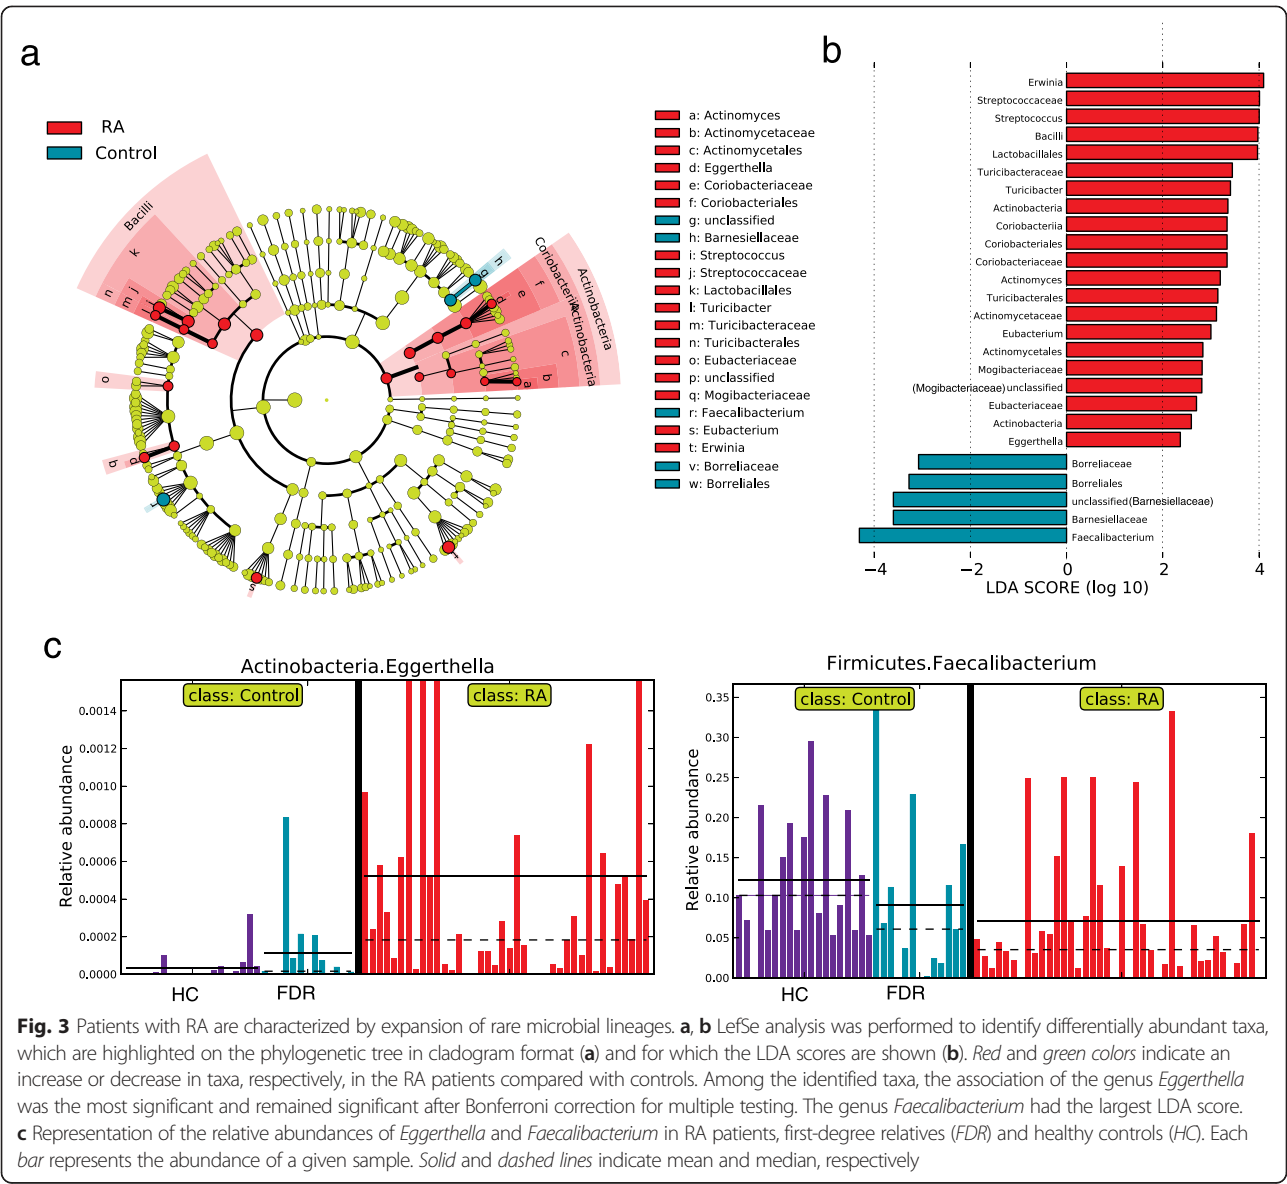 a
RA
Control
Bacilli
k
n
m
j
l
o
p
q
r
s
t
g
h
d
e
f
Coriobacteriia
Actinobacteria
Actinobacteria
c
b
a
a: Actinomyces
b: Actinomycetaceae
c: Actinomycetales
d: Eggerthella
e: Coriobacteriaceae
f: Coriobacteriales
g: unclassified
h: Barnesiellaceae
i: Streptococcus
j: Streptococcaceae
k: Lactobacillales
l: Turicibacter
m: Turicibacteraceae
n: Turicibacterales
o: Eubacteriaceae
p: unclassified
q: Mogibacteriaceae
r: Faecalibacterium
s: Eubacterium
t: Erwinia
v: Borreliaceae
w: Borreliales
b
Erwinia
Streptococcaceae
Streptococcus
Bacilli
Lactobacillales
Turicibacteraceae
Turicibacter
Actinobacteria
Coriobacteriia
Coriobacteriales
Coriobacteriaceae
Actinomyces
Turicibacterales
Actinomycetaceae
Eubacterium
Actinomycetales
Mogibacteriaceae
(Mogibacteriaceae)unclassified
Eubacteriaceae
Actinobacteria
Eggerthella
Borreliaceae
Borreliales
unclassified(Barnesiellaceae)
Barnesiellaceae
Faecalibacterium
−4 −2 0 2 4
LDA SCORE (log 10)
c
Actinobacteria.Eggerthella
class: Control
class: RA
Relative abundance
0.0014
0.0012
0.0010
0.0008
0.0006
0.0004
0.0002
0.0000
HC FDR
Firmicutes.Faecalibacterium
class: Control
class: RA
Relative abundance
0.35
0.30
0.25
0.20
0.15
0.10
0.05
0.00
HC FDR
Fig. 3 Patients with RA are characterized by expansion of rare microbial lineages. a, b LefSe analysis was performed to identify differentially abundant taxa,
which are highlighted on the phylogenetic tree in cladogram format (a) and for which the LDA scores are shown (b). Red and green colors indicate an
increase or decrease in taxa, respectively, in the RA patients compared with controls. Among the identified taxa, the association of the genus Eggerthella
was the most significant and remained significant after Bonferroni correction for multiple testing. The genus Faecalibacterium had the largest LDA score.
c Representation of the relative abundances of Eggerthella and Faecalibacterium in RA patients, first-degree relatives (FDR) and healthy controls (HC). Each
bar represents the abundance of a given sample. Solid and dashed lines indicate mean and median, respectively